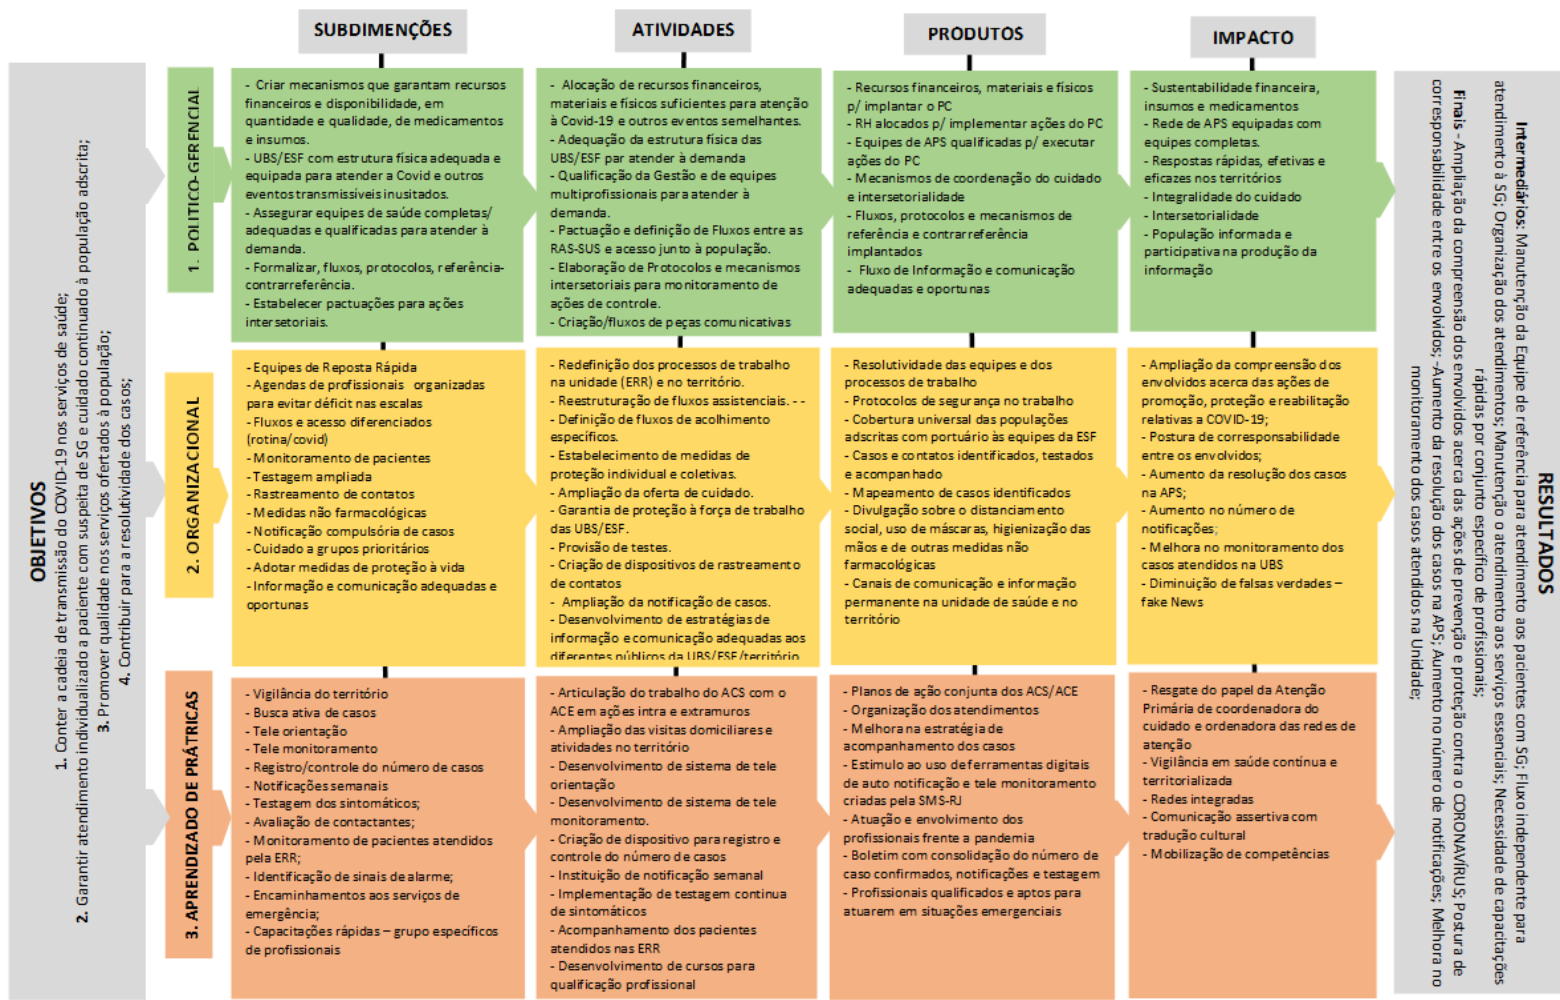 SUBDIMENÇÕES
ATIVIDADES
PRODUTOS
IMPACTO
OBJETIVOS
1. Conter a cadeia de transmissão do COVID-19 nos serviços de saúde;
2. Garantir atendimento individualizado a paciente com suspeita de SG e cuidado continuado à população adscrita;
3. Promover qualidade nos serviços ofertados à população;
4. Contribuir para a resolutividade dos casos;
1. POLITICO-GERENCIAL
- Criar mecanismos que garantam recursos
financeiros e disponibilidade, em
quantidade e qualidade, de medicamentos
e insumos.
- UBS/ESF com estrutura física adequada e
equipada para atender a Covid e outros
eventos transmissíveis inusitados.
- Assegurar equipes de saúde completas/
adequadas e qualificadas para atender à
demanda.
- Formalizar, fluxos, protocolos, referência-
contrarreferência.
- Estabelecer pactuações para ações
intersetoriais.
- Alocação de recursos financeiros,
materiais e físicos suficientes para atenção
à Covid-19 e outros eventos semelhantes.
- Adequação da estrutura física das
UBS/ESF par atender à demanda
- Qualificação da Gestão e de equipes
multiprofissionais para atender à
demanda.
- Pactuação e definição de Fluxos entre as
RAS-SUS e acesso junto à população.
- Elaboração de Protocolos e mecanismos
intersetoriais para monitoramento de
ações de controle.
- Criação/fluxos de peças comunicativas
- Recursos financeiros, materiais e físicos
p/ implantar o PC
- RH alocados p/ implementar ações do PC
- Equipes de APS qualificadas p/ executar
ações do PC
- Mecanismos de coordenação do cuidado
e intersetorialidade
- Fluxos, protocolos e mecanismos de
referência e contrarreferência
implantados
- Fluxo de Informação e comunicação
adequadas e oportunas
- Sustentabilidade financeira,
insumos e medicamentos
- Rede de APS equipadas com
equipes completas.
- Respostas rápidas, efetivas e
eficazes nos territórios
- Integralidade do cuidado
- Intersetorialidade
- População informada e
participativa na produção da
informação
2. ORGANIZACIONAL
- Equipes de Reposta Rápida
- Agendas de profissionais organizadas
para evitar déficit nas escalas
- Fluxos e acesso diferenciados
(rotina/covid)
- Monitoramento de pacientes
- Testagem ampliada
- Rastreamento de contatos
- Medidas não farmacológicas
- Notificação compulsória de casos
- Cuidado a grupos prioritários
- Adotar medidas de proteção à vida
- Informação e comunicação adequadas e
oportunas
- Redefinição dos processos de trabalho
na unidade (ERR) e no território.
- Reestruturação de fluxos assistenciais. - -
- Definição de fluxos de acolhimento
específicos.
- Estabelecimento de medidas de
proteção individual e coletivas.
- Ampliação da oferta de cuidado.
- Garantia de proteção à força de trabalho
das UBS/ESF.
- Provisão de testes.
- Criação de dispositivos de rastreamento
de contatos
- Ampliação da notificação de casos.
- Desenvolvimento de estratégias de
informação e comunicação adequadas aos
diferentes públicos da UBS/ESF/território
- Resolutividade das equipes e dos
processos de trabalho
- Protocolos de segurança no trabalho
- Cobertura universal das populações
adscritas com portuário às equipes da ESF
- Casos e contatos identificados, testados
e acompanhado
- Mapeamento de casos identificados
- Divulgação sobre o distanciamento
social, uso de máscaras, higienização das
mãos e de outras medidas não
farmacológicas
- Canais de comunicação e informação
permanente na unidade de saúde e no
território
- Ampliação da compreensão dos
envolvidos acerca das ações de
promoção, proteção e reabilitação
relativas a COVID-19;
- Postura de corresponsabilidade
entre os envolvidos;
- Aumento da resolução dos casos
na APS;
- Aumento no número de
notificações;
- Melhora no monitoramento dos
casos atendidos na UBS
- Diminuição de falsas verdades –
fake News
3. APRENDIZADO DE PRÁTRICAS
- Vigilância do território
- Busca ativa de casos
- Tele orientação
- Tele monitoramento
- Registro/controle do número de casos
- Notificações semanais
- Testagem dos sintomáticos;
- Avaliação de contactantes;
- Monitoramento de pacientes atendidos
pela ERR;
- Identificação de sinais de alarme;
- Encaminhamentos aos serviços de
emergência;
- Capacitações rápidas – grupo específicos
de profissionais
- Articulação do trabalho do ACS com o
ACE em ações intra e extramuros
- Ampliação das visitas domiciliares e
atividades no território
- Desenvolvimento de sistema de tele
orientação
- Desenvolvimento de sistema de tele
monitoramento.
- Criação de dispositivo para registro e
controle do número de casos
- Instituição de notificação semanal
- Implementação de testagem continua
de sintomáticos
- Acompanhamento dos pacientes
atendidos nas ERR
- Desenvolvimento de cursos para
qualificação profissional
- Planos de ação conjunta dos ACS/ACE
- Organização dos atendimentos
- Melhora na estratégia de
acompanhamento dos casos
- Estimulo ao uso de ferramentas digitais
de auto notificação e tele monitoramento
criadas pela SMS-RJ
- Atuação e envolvimento dos
profissionais frente a pandemia
- Boletim com consolidação do número de
caso confirmados, notificações e testagem
- Profissionais qualificados e aptos para
atuarem em situações emergenciais
- Resgate do papel da Atenção
Primária de coordenadora do
cuidado e ordenadora das redes de
atenção
- Vigilância em saúde contínua e
territorializada
- Redes integradas
- Comunicação assertiva com
tradução cultural
- Mobilização de competências
RESULTADOS
Intermediários: Manutenção da Equipe de referência para atendimento aos pacientes com SG; Fluxo independente para
atendimento à SG; Organização dos atendimentos; Manutenção o atendimento aos serviços essenciais; Necessidade de capacitações
rápidas por conjunto específico de profissionais;
Finais - Ampliação da compreensão dos envolvidos acerca das ações de prevenção e proteção contra o CORONAVÍRUS; Postura de
corresponsabilidade entre os envolvidos; -Aumento da resolução dos casos na APS; Aumento no número de notificações; Melhora no
monitoramento dos casos atendidos na Unidade;